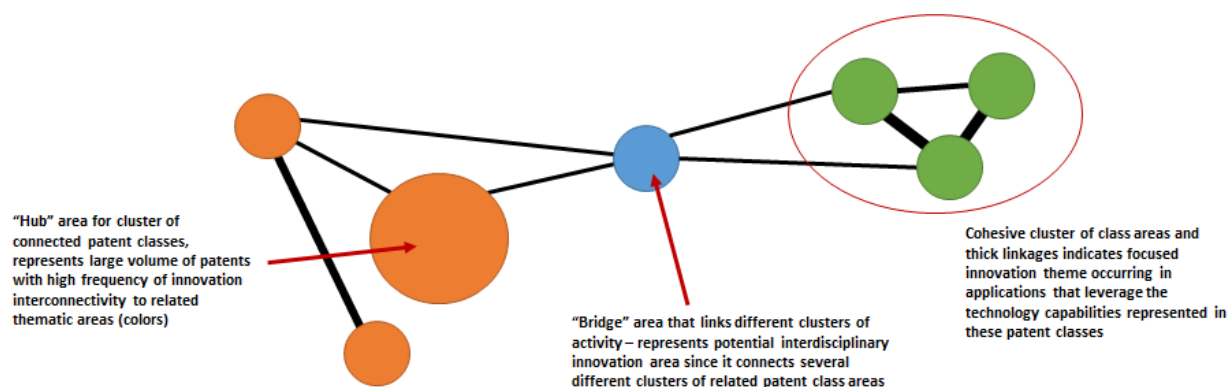 “Hub” area for cluster of
connected patent classes,
represents large volume of patents
with high frequency of innovation
interconnectivity to related
thematic areas (colors)
“Bridge” area that links different clusters of
activity – represents potential interdisciplinary
innovation area since it connects several
different clusters of related patent class areas
Cohesive cluster of class areas and
thick linkages indicates focused
innovation theme occurring in
applications that leverage the
technology capabilities represented in
these patent classes